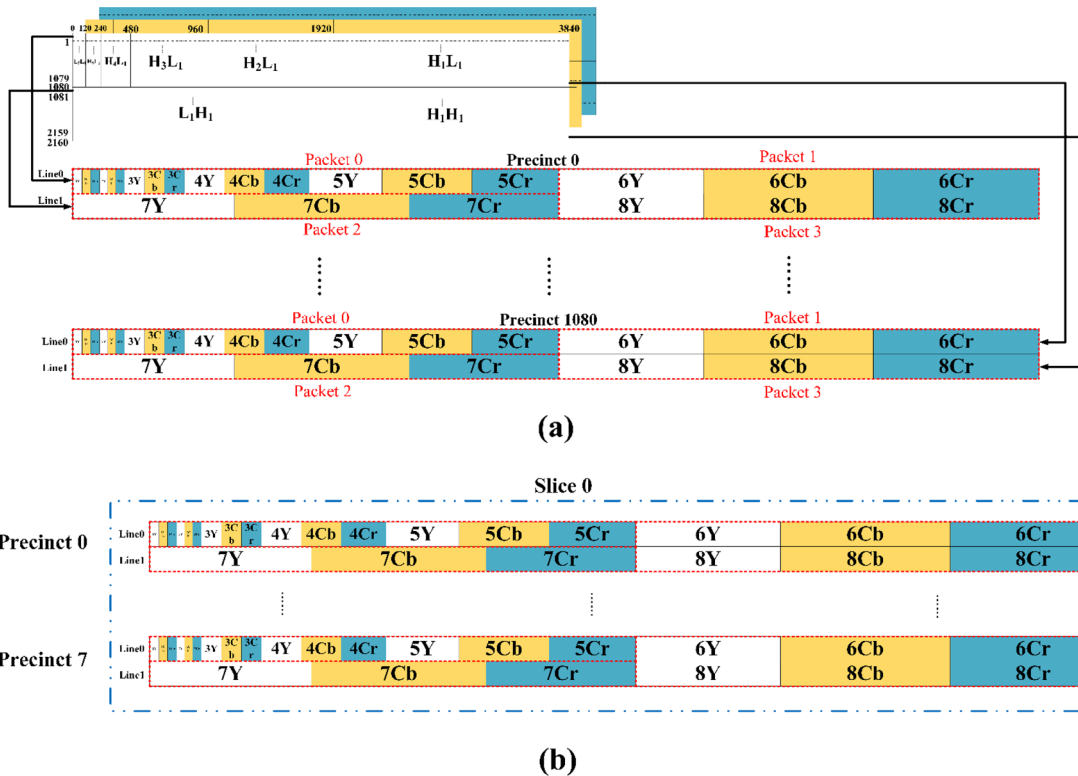 0 120 240 480 960 1920 3840
1
H₃L₁ H₂L₁ H₁L₁
1079
1080
1081
L₁H₁ H₁H₁
2159
2160
Packet 0 Precinct 0 Packet 1
Line0 3Y 3Cb 3Cr 4Y 4Cb 4Cr 5Y 5Cb 5Cr 6Y 6Cb 6Cr
Line1 7Y 7Cb 7Cr 8Y 8Cb 8Cr
Packet 2 Packet 3
Packet 0 Precinct 1080 Packet 1
Line0 3Y 3Cb 3Cr 4Y 4Cb 4Cr 5Y 5Cb 5Cr 6Y 6Cb 6Cr
Line1 7Y 7Cb 7Cr 8Y 8Cb 8Cr
Packet 2 Packet 3
(a)
Slice 0
Precinct 0
Line0 3Y 3Cb 3Cr 4Y 4Cb 4Cr 5Y 5Cb 5Cr 6Y 6Cb 6Cr
Line1 7Y 7Cb 7Cr 8Y 8Cb 8Cr
Precinct 7
Line0 3Y 3Cb 3Cr 4Y 4Cb 4Cr 5Y 5Cb 5Cr 6Y 6Cb 6Cr
Line1 7Y 7Cb 7Cr 8Y 8Cb 8Cr
(b)